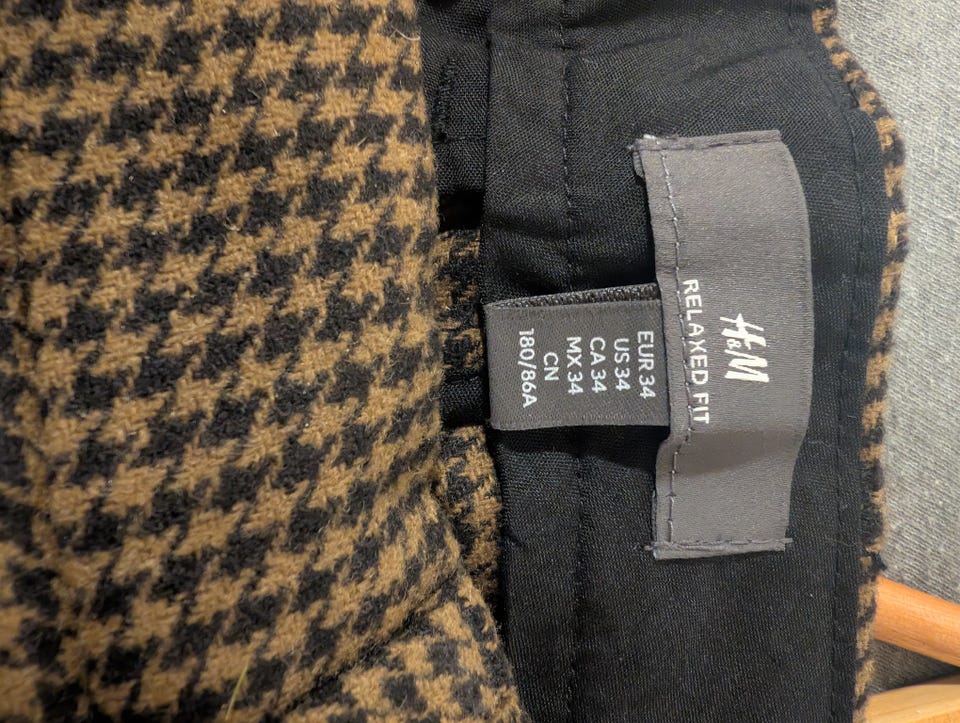 H&M
RELAXED FIT
EUR 34
US 34
CA 34
MX 34
CN
180/86A